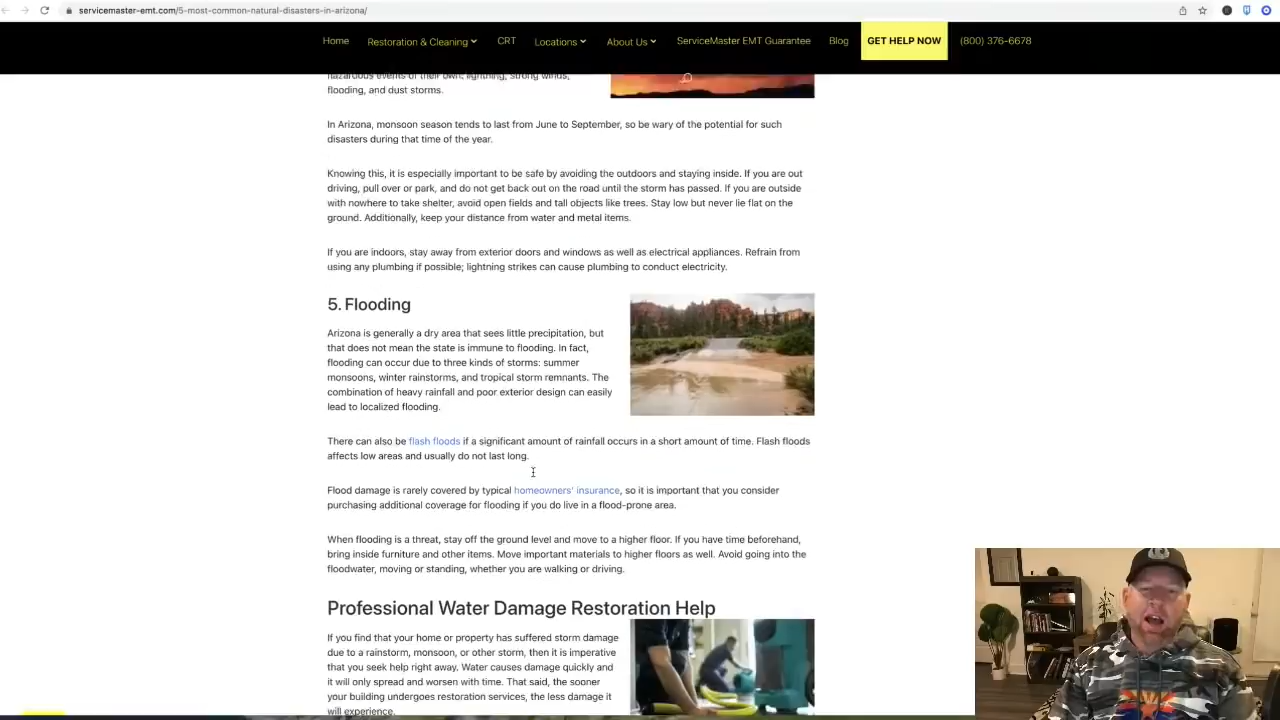 servicemaster-emt.com/5-most-common-natural-disasters-in-arizona/
Home
Restoration & Cleaning
CRT
Locations
About Us
ServiceMaster EMT Guarantee
Blog
GET HELP NOW
(800) 376-6678
hazardous events of their own; lightning, strong winds,
flooding, and dust storms.
In Arizona, monsoon season tends to last from June to September, so be wary of the potential for such
disasters during that time of the year.
Knowing this, it is especially important to be safe by avoiding the outdoors and staying inside. If you are out
driving, pull over or park, and do not get back out on the road until the storm has passed. If you are outside
with nowhere to take shelter, avoid open fields and tall objects like trees. Stay low but never lie flat on the
ground. Additionally, keep your distance from water and metal items.
If you are indoors, stay away from exterior doors and windows as well as electrical appliances. Refrain from
using any plumbing if possible; lightning strikes can cause plumbing to conduct electricity.
5. Flooding
Arizona is generally a dry area that sees little precipitation, but
that does not mean the state is immune to flooding. In fact,
flooding can occur due to three kinds of storms: summer
monsoons, winter rainstorms, and tropical storm remnants. The
combination of heavy rainfall and poor exterior design can easily
lead to localized flooding.
There can also be flash floods if a significant amount of rainfall occurs in a short amount of time. Flash floods
affects low areas and usually do not last long.
Flood damage is rarely covered by typical homeowners' insurance, so it is important that you consider
purchasing additional coverage for flooding if you do live in a flood-prone area.
When flooding is a threat, stay off the ground level and move to a higher floor. If you have time beforehand,
bring inside furniture and other items. Move important materials to higher floors as well. Avoid going into the
floodwater, moving or standing, whether you are walking or driving.
Professional Water Damage Restoration Help
If you find that your home or property has suffered storm damage
due to a rainstorm, monsoon, or other storm, then it is imperative
that you seek help right away. Water causes damage quickly and
it will only spread and worsen with time. That said, the sooner
your building undergoes restoration services, the less damage it
will experience.